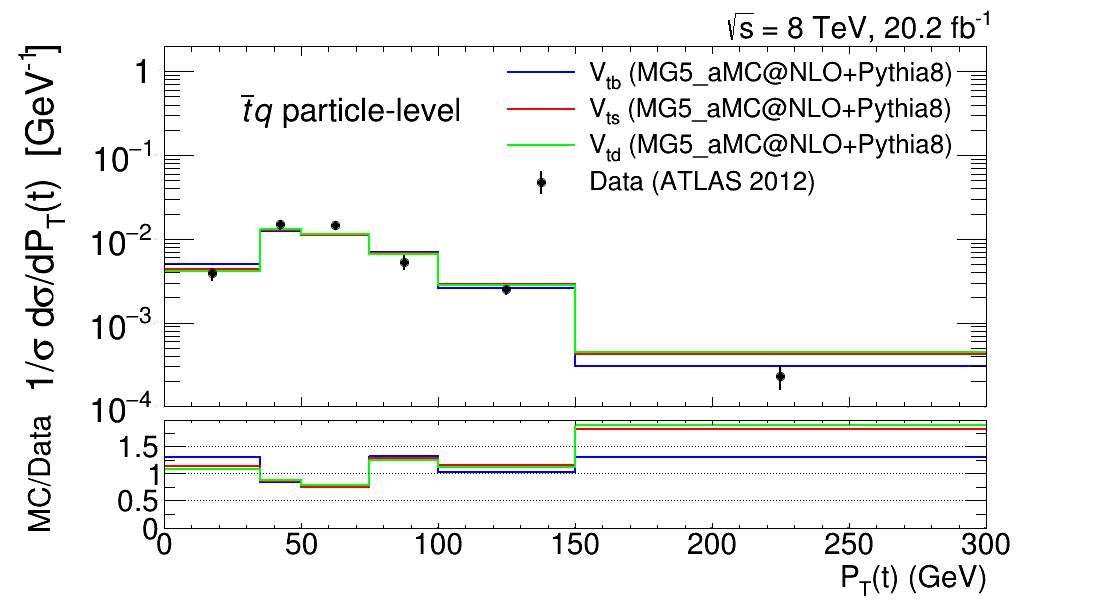 √s = 8 TeV, 20.2 fb⁻¹
1/σ dσ/dP_T(t) [GeV⁻¹]
1
10⁻¹
10⁻²
10⁻³
10⁻⁴
t̄q particle-level
V_tb (MG5_aMC@NLO+Pythia8)
V_ts (MG5_aMC@NLO+Pythia8)
V_td (MG5_aMC@NLO+Pythia8)
Data (ATLAS 2012)
MC/Data
1.5
1
0.5
0
0 50 100 150 200 250 300
P_T(t) (GeV)